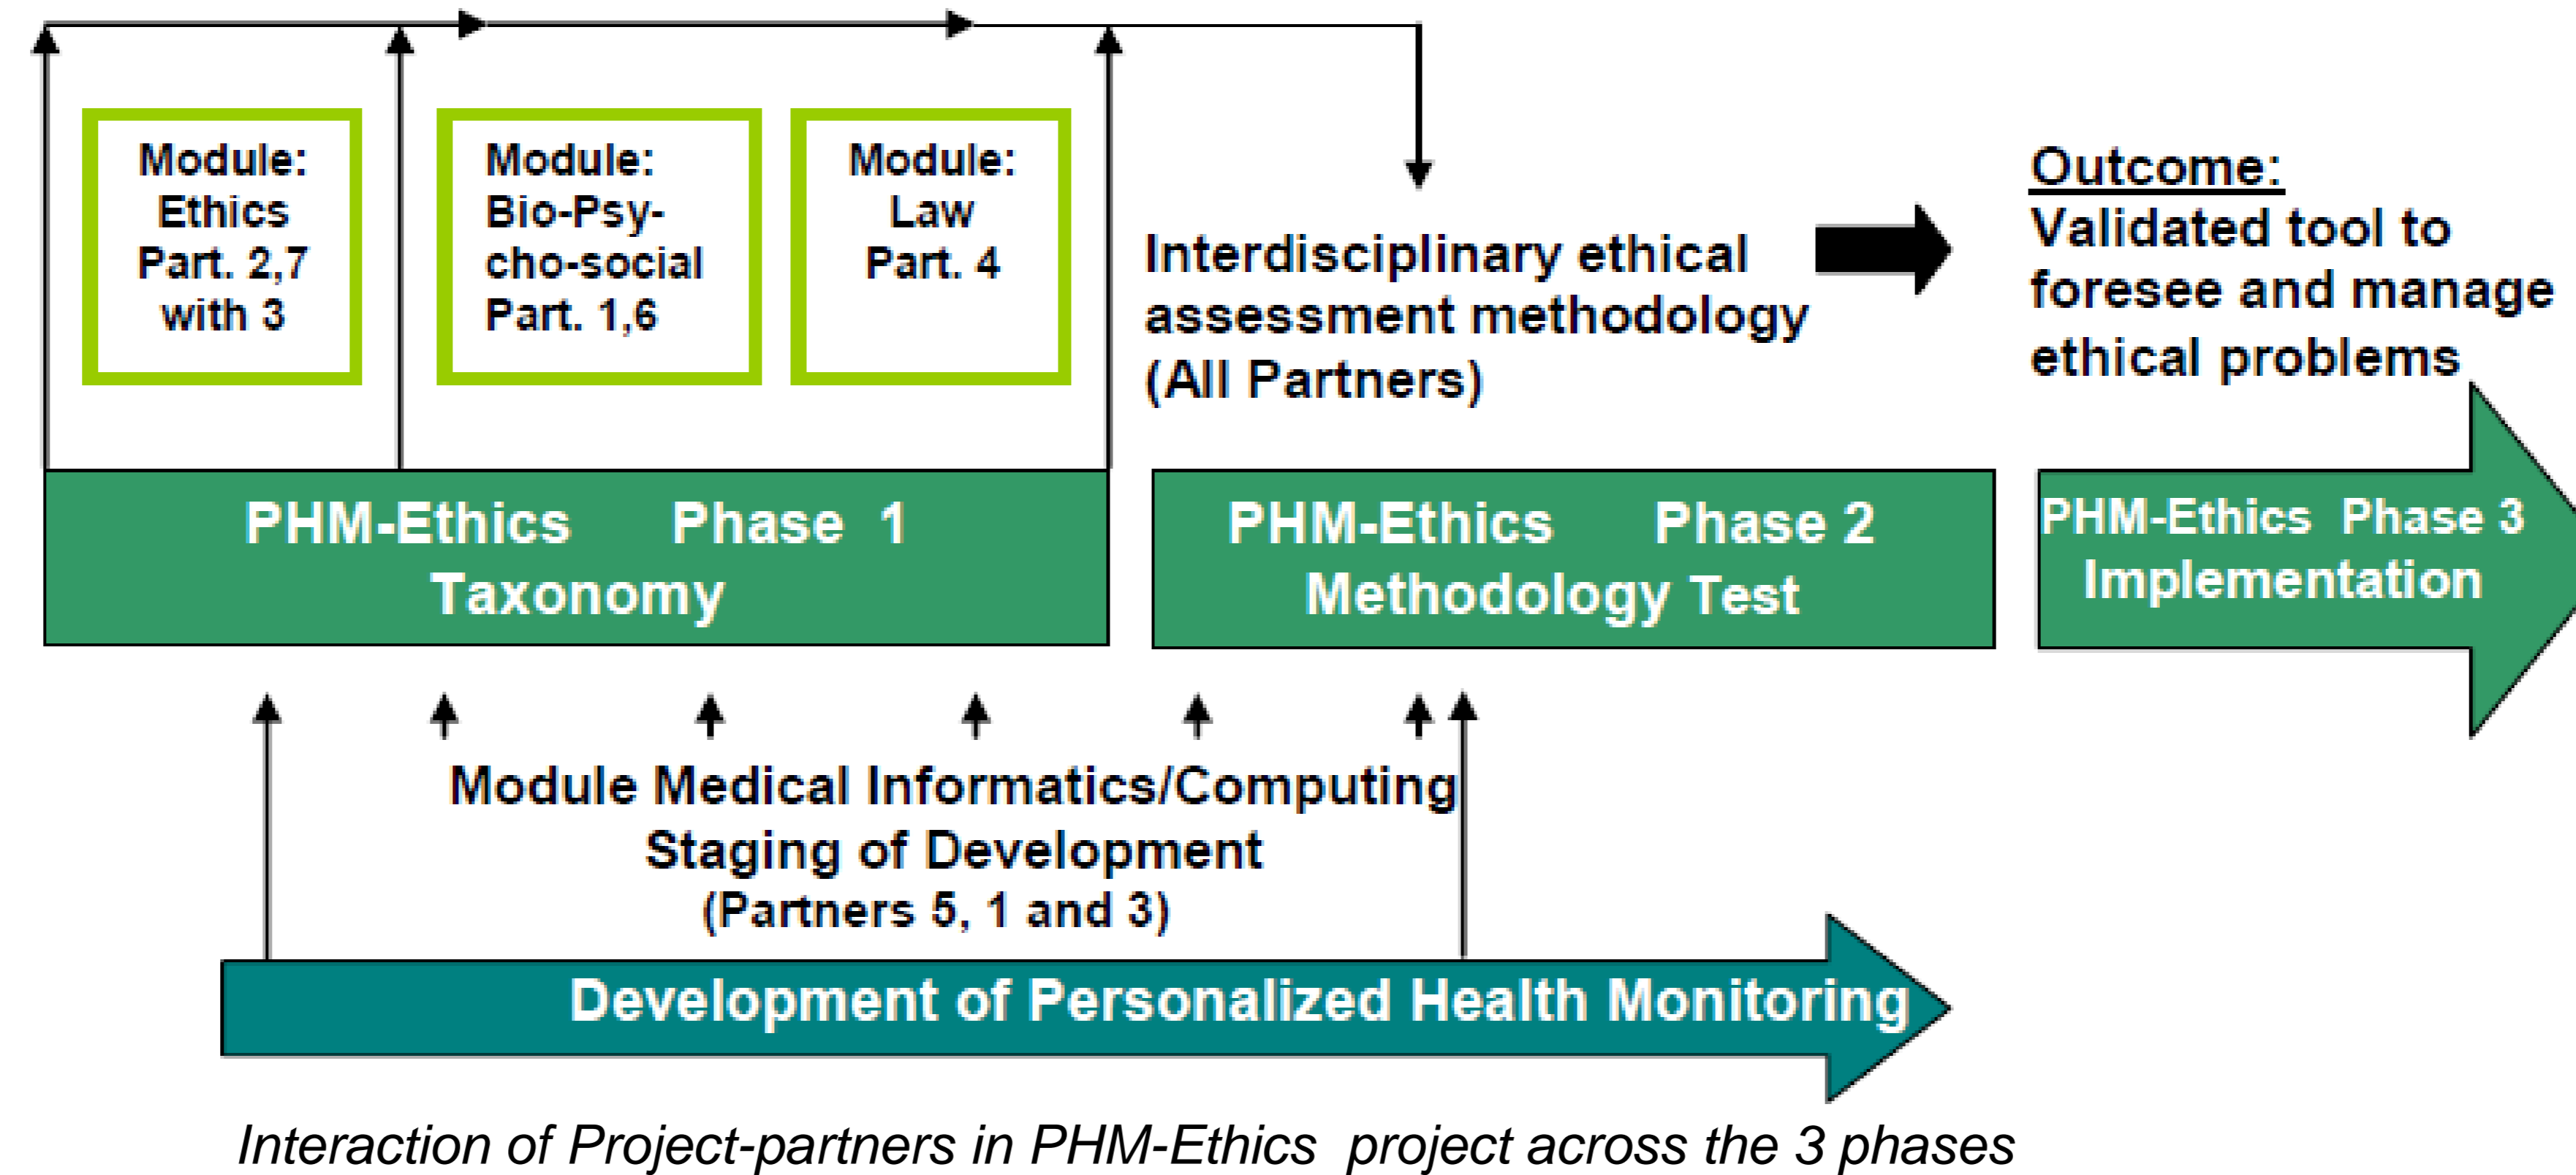 Module:
Ethics
Part. 2,7
with 3
Module:
Bio-Psy-
cho-social
Part. 1,6
Module:
Law
Part. 4
Interdisciplinary ethical
assessment methodology
(All Partners)
Outcome:
Validated tool to
foresee and manage
ethical problems
PHM-Ethics Phase 1
Taxonomy
PHM-Ethics Phase 2
Methodology Test
PHM-Ethics Phase 3
Implementation
Module Medical Informatics/Computing
Staging of Development
(Partners 5, 1 and 3)
Development of Personalized Health Monitoring
Interaction of Project-partners in PHM-Ethics project across the 3 phases